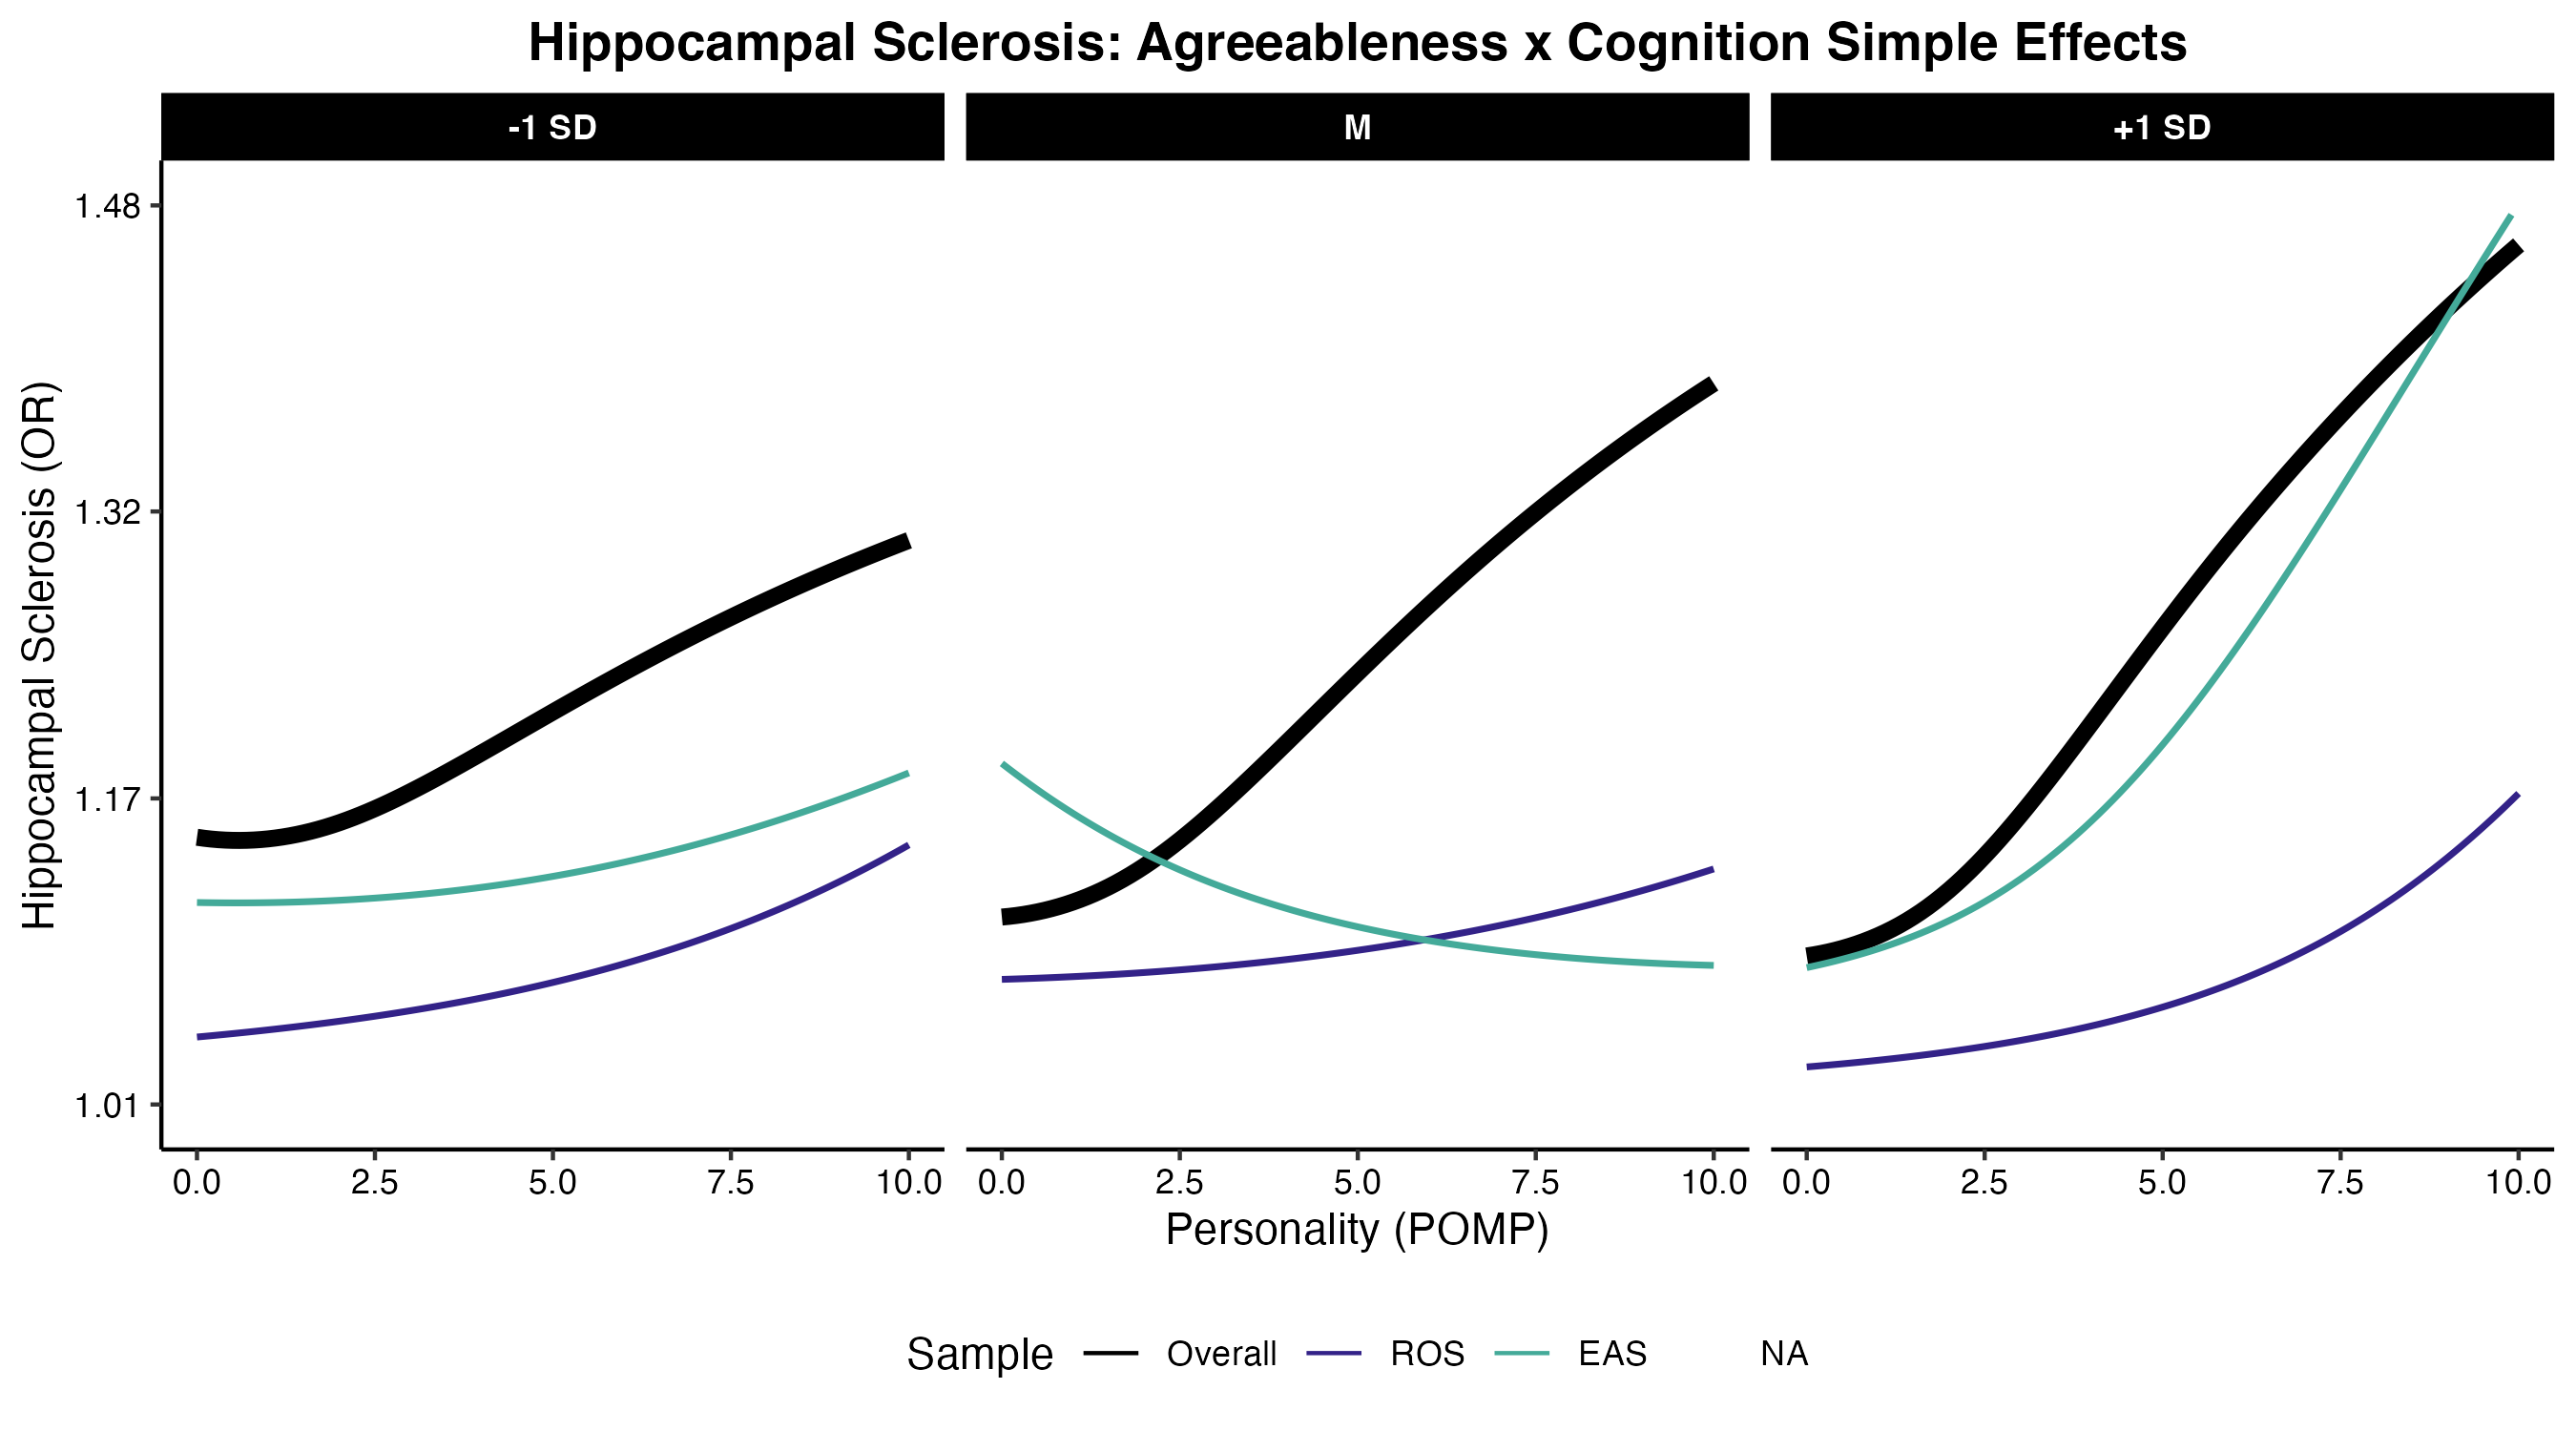 Hippocampal Sclerosis: Agreeableness x Cognition Simple Effects
-1 SD
M
+1 SD
Hippocampal Sclerosis (OR)
1.48
1.32
1.17
1.01
0.0 2.5 5.0 7.5 10.0
0.0 2.5 5.0 7.5 10.0
0.0 2.5 5.0 7.5 10.0
Personality (POMP)
Sample Overall ROS EAS NA